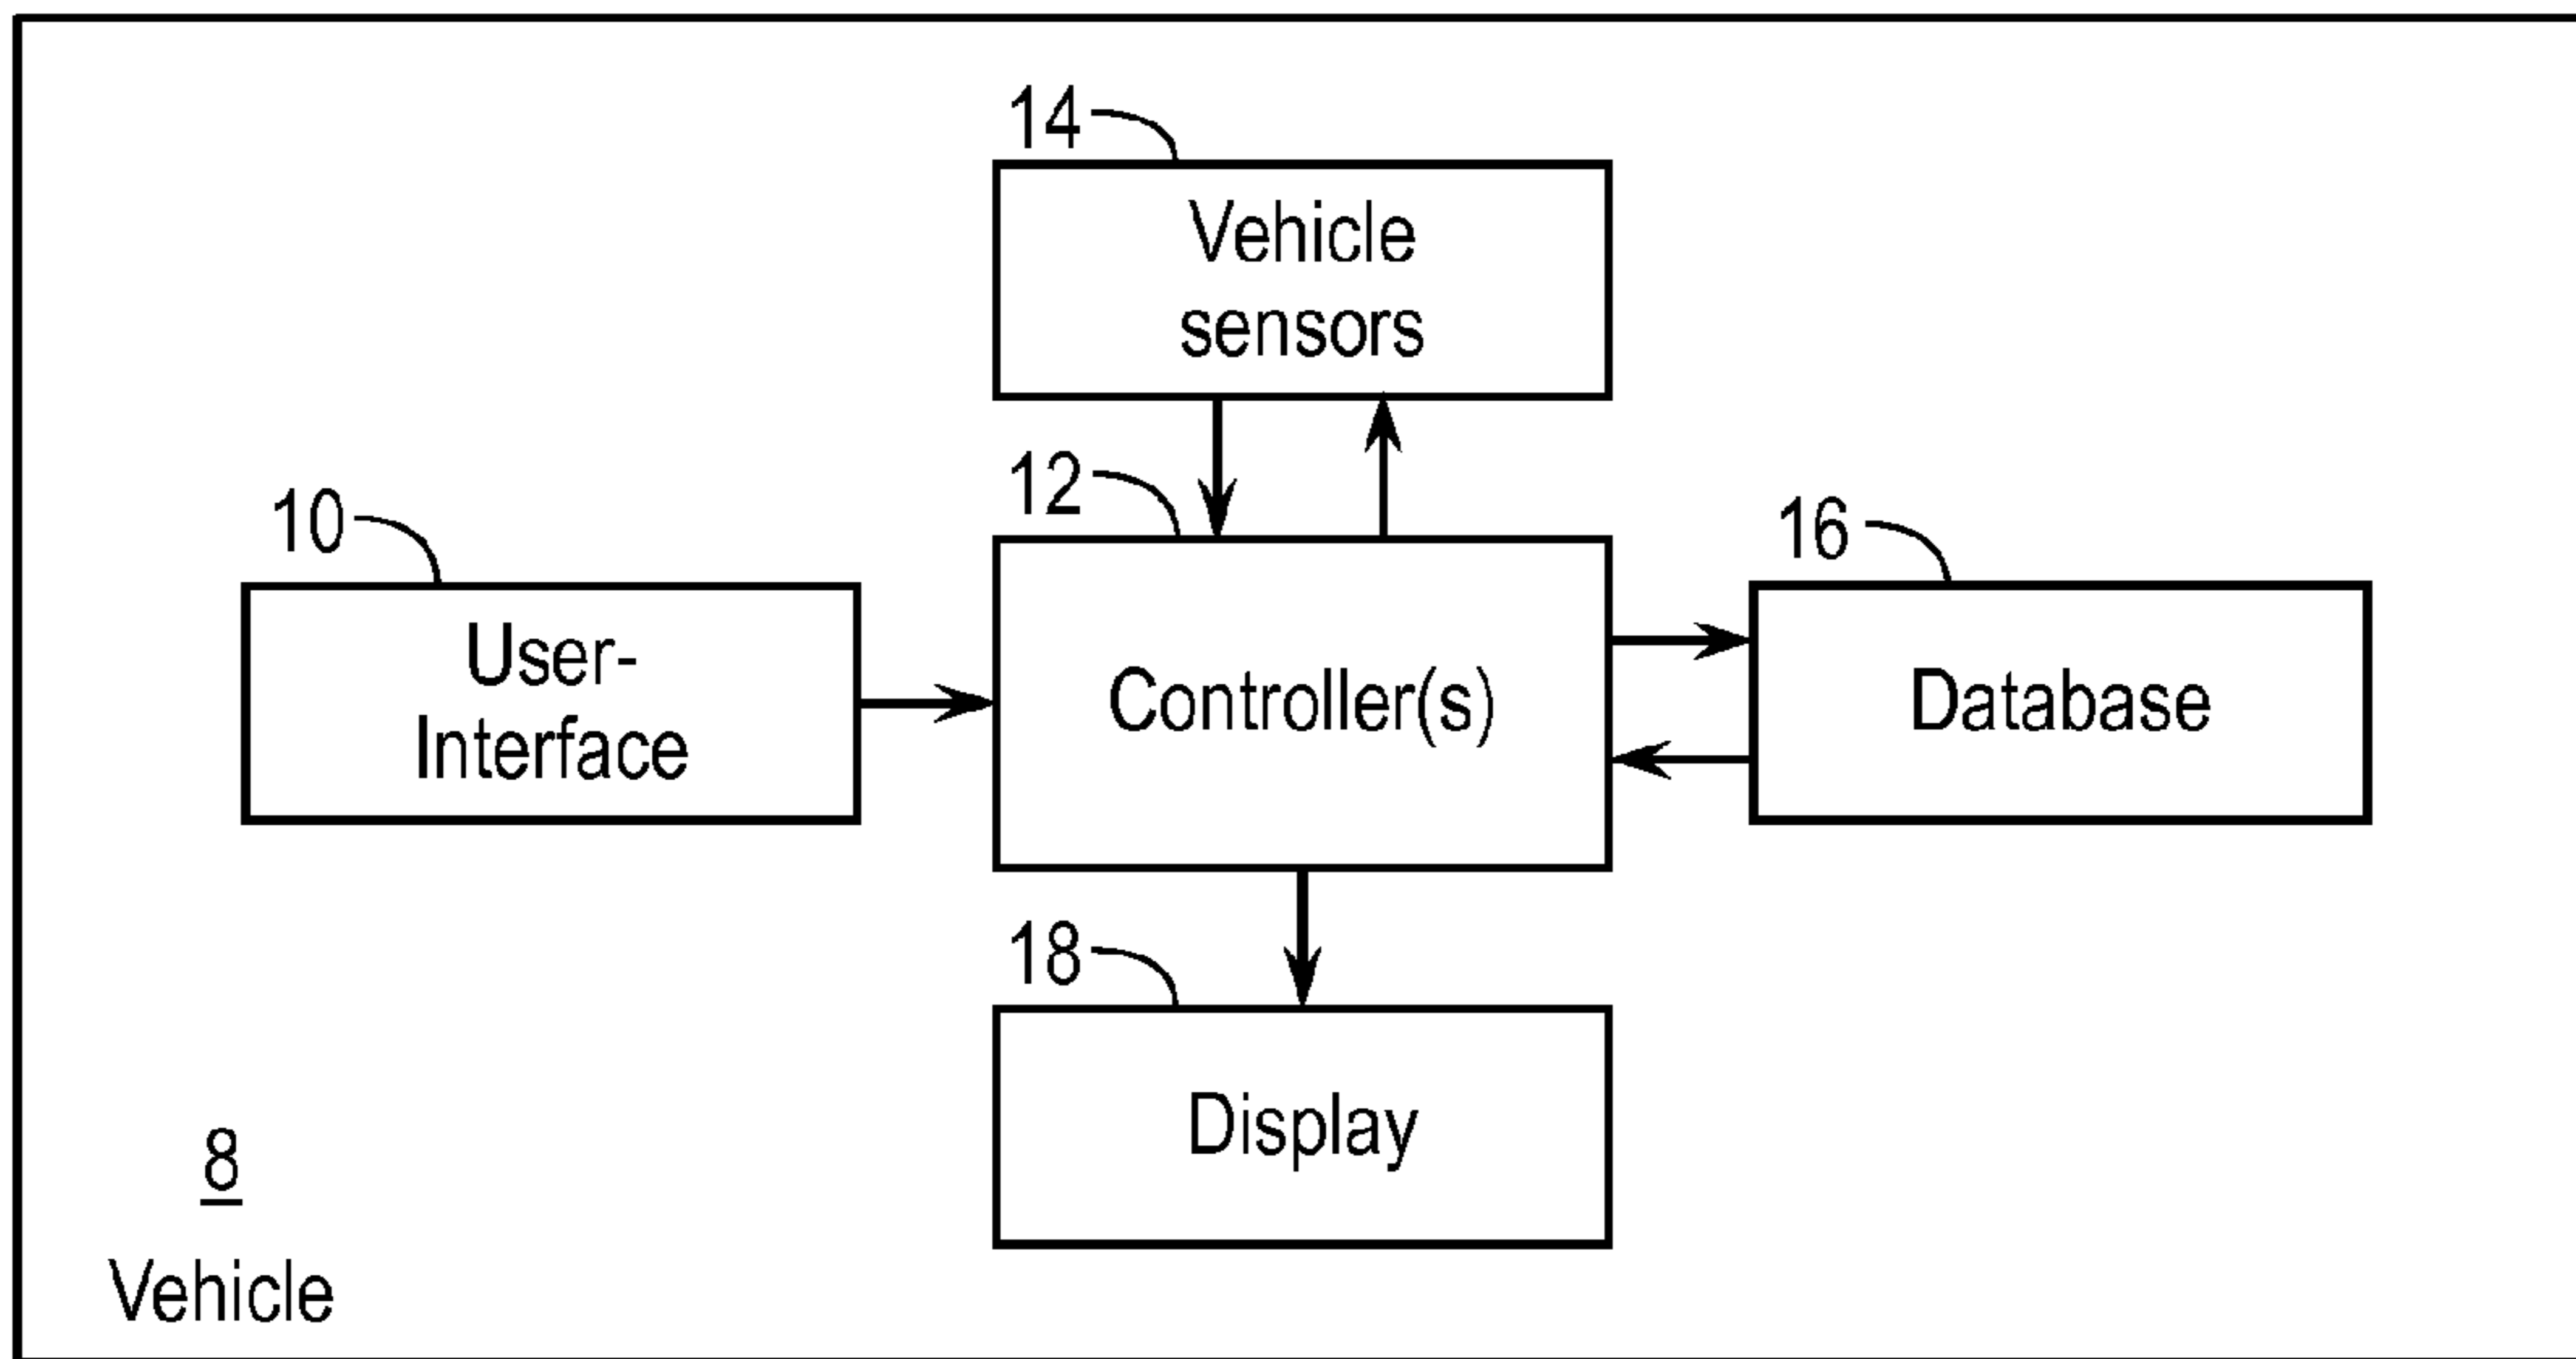 14
Vehicle
sensors
12
10
16
User-
Interface
Controller(s)
Database
18
Display
8
Vehicle